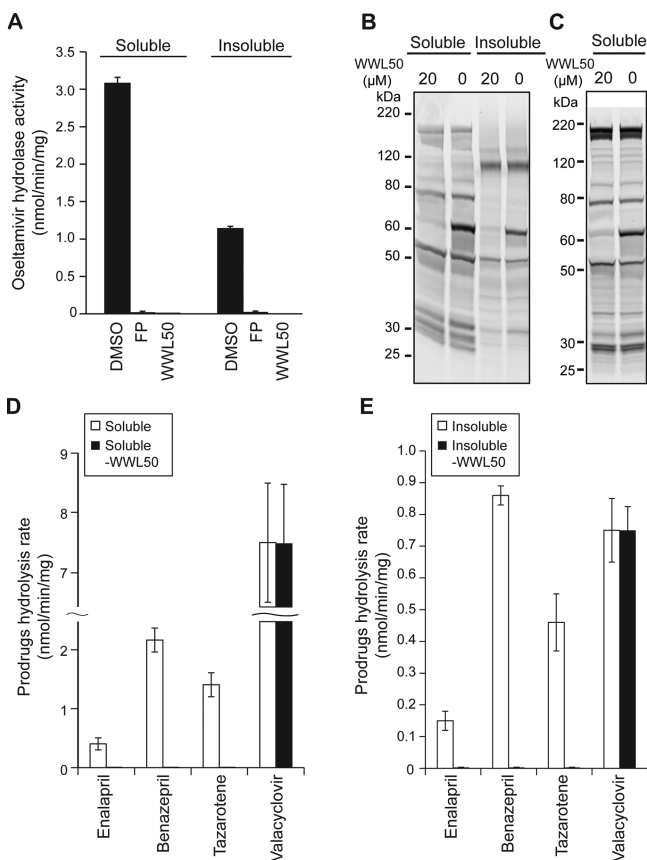 A
Soluble
Insoluble
Oseltamivir hydrolase activity
(nmol/min/mg)
3.5
3.0
2.5
2.0
1.5
1.0
0.5
0
DMSO
FP
WWL50
DMSO
FP
WWL50
B
Soluble Insoluble
WWL50
(μM)
20 0 20 0
kDa
220
120
80
60
50
30
25
C
Soluble
WWL50
(μM)
20 0
kDa
220
120
80
60
50
30
25
D
Soluble
Soluble
-WWL50
Prodrugs hydrolysis rate
(nmol/min/mg)
9
8
7
2
1
0
Enalapril
Benazepil
Tazarotene
Valacyclovir
E
Insoluble
Insoluble
-WWL50
Prodrugs hydrolysis rate
(nmol/min/mg)
1.0
0.9
0.8
0.7
0.6
0.5
0.4
0.3
0.2
0.1
0
Enalapril
Benazepril
Tazarotene
Valacyclovir